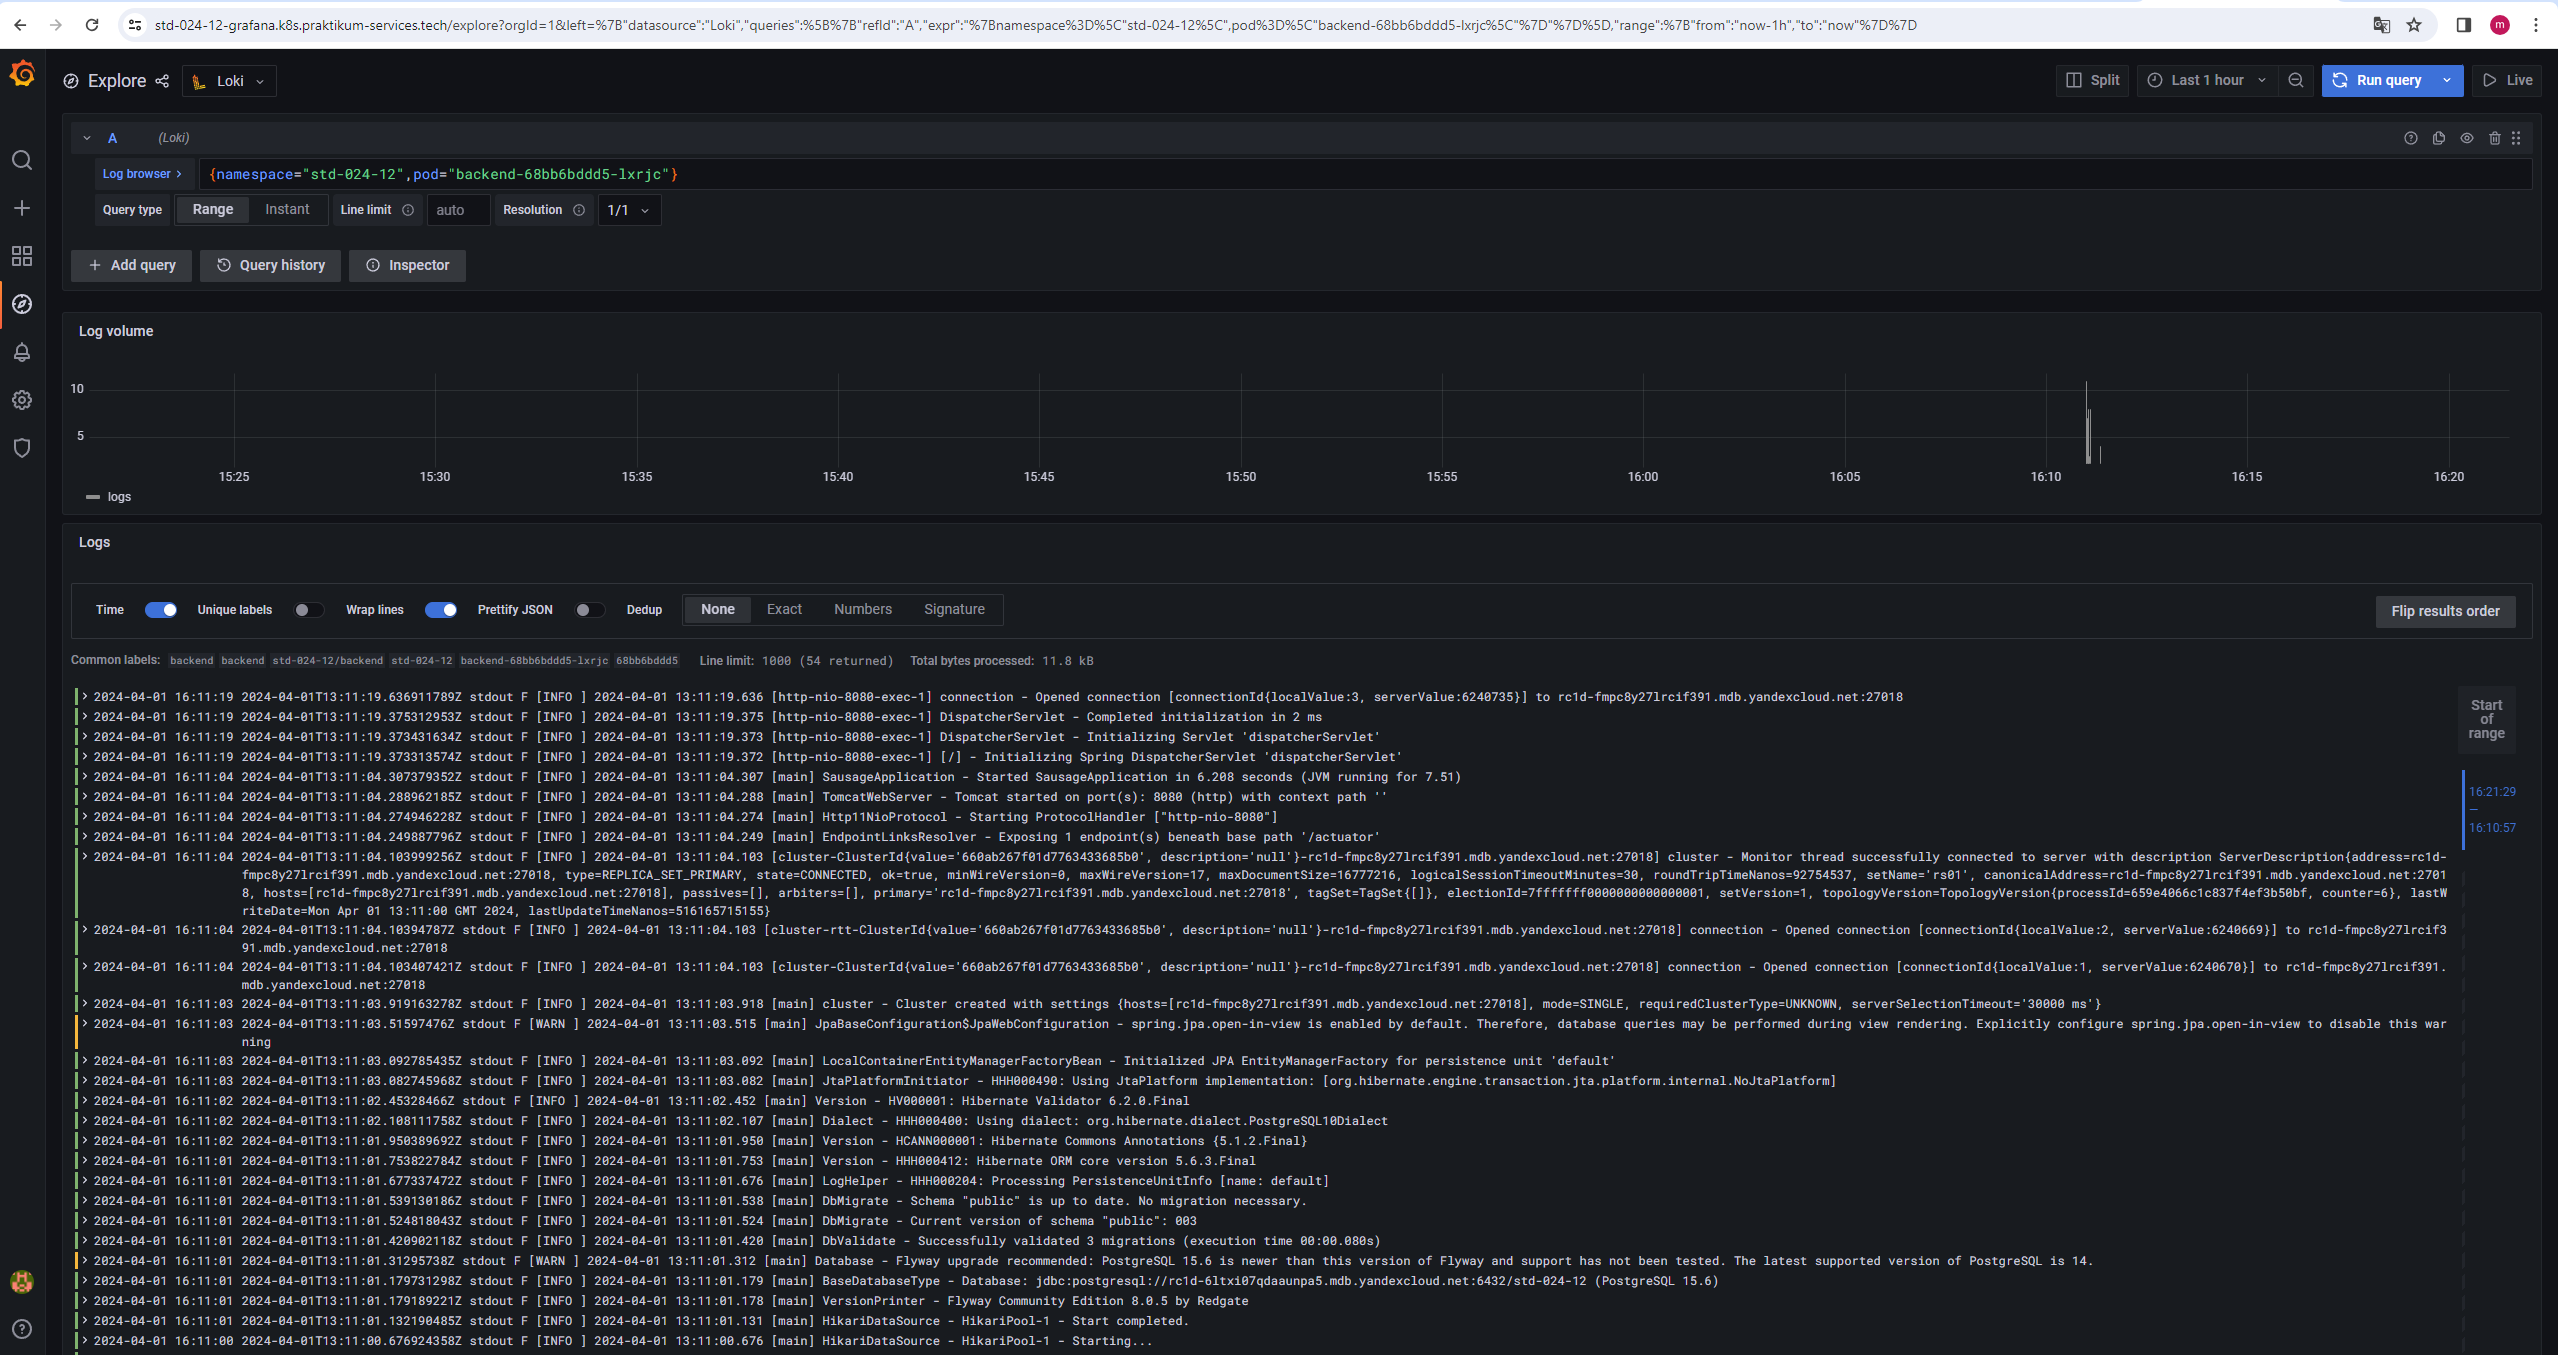 std-024-12-grafana.k8s.praktikum-services.tech/explore?orgId=1&left=%7B"datasource":"Loki","queries":%5B%7B"refId":"A","expr":"%7Bnamespace%3D%5C"std-024-12%5C",pod%3D%5C"backend-68bb6bddd5-lxrjc%5C"%7D"%7D%5D,"range":%7B"from":"now-1h","to":"now"%7D%7D
m
Explore
Loki
Split
Last 1 hour
Run query
Live
A (Loki)
Log browser > {namespace="std-024-12",pod="backend-68bb6bddd5-lxrjc"}
Query type Range Instant Line limit auto Resolution 1/1
+ Add query Query history Inspector
Log volume
10
5
15:25 15:30 15:35 15:40 15:45 15:50 15:55 16:00 16:05 16:10 16:15 16:20
logs
Logs
Time Unique labels Wrap lines Prettify JSON Dedup None Exact Numbers Signature Flip results order
Common labels: backend backend std-024-12/backend std-024-12 backend-68bb6bddd5-lxrjc 68bb6bddd5 Line limit: 1000 (54 returned) Total bytes processed: 11.8 kB
> 2024-04-01 16:11:19 2024-04-01T13:11:19.636911789Z stdout F [INFO ] 2024-04-01 13:11:19.636 [http-nio-8080-exec-1] connection - Opened connection [connectionId{localValue:3, serverValue:6240735}] to rc1d-fmpc8y27lrcif391.mdb.yandexcloud.net:27018
> 2024-04-01 16:11:19 2024-04-01T13:11:19.375312953Z stdout F [INFO ] 2024-04-01 13:11:19.375 [http-nio-8080-exec-1] DispatcherServlet - Completed initialization in 2 ms
> 2024-04-01 16:11:19 2024-04-01T13:11:19.373431634Z stdout F [INFO ] 2024-04-01 13:11:19.373 [http-nio-8080-exec-1] DispatcherServlet - Initializing Servlet 'dispatcherServlet'
> 2024-04-01 16:11:19 2024-04-01T13:11:19.373313574Z stdout F [INFO ] 2024-04-01 13:11:19.372 [http-nio-8080-exec-1] [/] - Initializing Spring DispatcherServlet 'dispatcherServlet'
> 2024-04-01 16:11:04 2024-04-01T13:11:04.307379352Z stdout F [INFO ] 2024-04-01 13:11:04.307 [main] SausageApplication - Started SausageApplication in 6.208 seconds (JVM running for 7.51)
> 2024-04-01 16:11:04 2024-04-01T13:11:04.288962185Z stdout F [INFO ] 2024-04-01 13:11:04.288 [main] TomcatWebServer - Tomcat started on port(s): 8080 (http) with context path ''
> 2024-04-01 16:11:04 2024-04-01T13:11:04.274946228Z stdout F [INFO ] 2024-04-01 13:11:04.274 [main] Http11NioProtocol - Starting ProtocolHandler ["http-nio-8080"]
> 2024-04-01 16:11:04 2024-04-01T13:11:04.249887796Z stdout F [INFO ] 2024-04-01 13:11:04.249 [main] EndpointLinksResolver - Exposing 1 endpoint(s) beneath base path '/actuator'
> 2024-04-01 16:11:04 2024-04-01T13:11:04.103999256Z stdout F [INFO ] 2024-04-01 13:11:04.103 [cluster-ClusterId{value='660ab267f01d7763433685b0', description='null'}-rc1d-fmpc8y27lrcif391.mdb.yandexcloud.net:27018] cluster - Monitor thread successfully connected to server with description ServerDescription{address=rc1d-
fmpc8y27lrcif391.mdb.yandexcloud.net:27018, type=REPLICA_SET_PRIMARY, state=CONNECTED, ok=true, minWireVersion=0, maxWireVersion=17, maxDocumentSize=16777216, logicalSessionTimeoutMinutes=30, roundTripTimeNanos=92754537, setName='rs01', canonicalAddress=rc1d-fmpc8y27lrcif391.mdb.yandexcloud.net:2701
8, hosts=[rc1d-fmpc8y27lrcif391.mdb.yandexcloud.net:27018], passives=[], arbiters=[], primary='rc1d-fmpc8y27lrcif391.mdb.yandexcloud.net:27018', tagSet=TagSet{[]}, electionId=7fffffff0000000000000001, setVersion=1, topologyVersion=TopologyVersion{processId=659e4066c1c837f4ef3b50bf, counter=6}, lastW
riteDate=Mon Apr 01 13:11:00 GMT 2024, lastUpdateTimeNanos=516165715155}
> 2024-04-01 16:11:04 2024-04-01T13:11:04.10394787Z stdout F [INFO ] 2024-04-01 13:11:04.103 [cluster-rtt-ClusterId{value='660ab267f01d7763433685b0', description='null'}-rc1d-fmpc8y27lrcif391.mdb.yandexcloud.net:27018] connection - Opened connection [connectionId{localValue:2, serverValue:6240669}] to rc1d-fmpc8y27lrcif3
91.mdb.yandexcloud.net:27018
> 2024-04-01 16:11:04 2024-04-01T13:11:04.103407421Z stdout F [INFO ] 2024-04-01 13:11:04.103 [cluster-ClusterId{value='660ab267f01d7763433685b0', description='null'}-rc1d-fmpc8y27lrcif391.mdb.yandexcloud.net:27018] connection - Opened connection [connectionId{localValue:1, serverValue:6240670}] to rc1d-fmpc8y27lrcif391.
mdb.yandexcloud.net:27018
> 2024-04-01 16:11:03 2024-04-01T13:11:03.919163278Z stdout F [INFO ] 2024-04-01 13:11:03.918 [main] cluster - Cluster created with settings {hosts=[rc1d-fmpc8y27lrcif391.mdb.yandexcloud.net:27018], mode=SINGLE, requiredClusterType=UNKNOWN, serverSelectionTimeout='30000 ms'}
> 2024-04-01 16:11:03 2024-04-01T13:11:03.51597476Z stdout F [WARN ] 2024-04-01 13:11:03.515 [main] JpaBaseConfiguration$JpaWebConfiguration - spring.jpa.open-in-view is enabled by default. Therefore, database queries may be performed during view rendering. Explicitly configure spring.jpa.open-in-view to disable this war
ning
> 2024-04-01 16:11:03 2024-04-01T13:11:03.092785435Z stdout F [INFO ] 2024-04-01 13:11:03.092 [main] LocalContainerEntityManagerFactoryBean - Initialized JPA EntityManagerFactory for persistence unit 'default'
> 2024-04-01 16:11:03 2024-04-01T13:11:03.082745968Z stdout F [INFO ] 2024-04-01 13:11:03.082 [main] JtaPlatformInitiator - HHH000490: Using JtaPlatform implementation: [org.hibernate.engine.transaction.jta.platform.internal.NoJtaPlatform]
> 2024-04-01 16:11:02 2024-04-01T13:11:02.45328466Z stdout F [INFO ] 2024-04-01 13:11:02.452 [main] Version - HV000001: Hibernate Validator 6.2.0.Final
> 2024-04-01 16:11:02 2024-04-01T13:11:02.108111758Z stdout F [INFO ] 2024-04-01 13:11:02.107 [main] Dialect - HHH000400: Using dialect: org.hibernate.dialect.PostgreSQL10Dialect
> 2024-04-01 16:11:02 2024-04-01T13:11:01.950389692Z stdout F [INFO ] 2024-04-01 13:11:01.950 [main] Version - HCANN000001: Hibernate Commons Annotations {5.1.2.Final}
> 2024-04-01 16:11:01 2024-04-01T13:11:01.753822784Z stdout F [INFO ] 2024-04-01 13:11:01.753 [main] Version - HHH000412: Hibernate ORM core version 5.6.3.Final
> 2024-04-01 16:11:01 2024-04-01T13:11:01.677337472Z stdout F [INFO ] 2024-04-01 13:11:01.676 [main] LogHelper - HHH000204: Processing PersistenceUnitInfo [name: default]
> 2024-04-01 16:11:01 2024-04-01T13:11:01.539130186Z stdout F [INFO ] 2024-04-01 13:11:01.538 [main] DbMigrate - Schema "public" is up to date. No migration necessary.
> 2024-04-01 16:11:01 2024-04-01T13:11:01.524818043Z stdout F [INFO ] 2024-04-01 13:11:01.524 [main] DbMigrate - Current version of schema "public": 003
> 2024-04-01 16:11:01 2024-04-01T13:11:01.420902118Z stdout F [INFO ] 2024-04-01 13:11:01.420 [main] DbValidate - Successfully validated 3 migrations (execution time 00:00.080s)
> 2024-04-01 16:11:01 2024-04-01T13:11:01.31295738Z stdout F [WARN ] 2024-04-01 13:11:01.312 [main] Database - Flyway upgrade recommended: PostgreSQL 15.6 is newer than this version of Flyway and support has not been tested. The latest supported version of PostgreSQL is 14.
> 2024-04-01 16:11:01 2024-04-01T13:11:01.179731298Z stdout F [INFO ] 2024-04-01 13:11:01.179 [main] BaseDatabaseType - Database: jdbc:postgresql://rc1d-6ltxi07qdaaunpa5.mdb.yandexcloud.net:6432/std-024-12 (PostgreSQL 15.6)
> 2024-04-01 16:11:01 2024-04-01T13:11:01.179189221Z stdout F [INFO ] 2024-04-01 13:11:01.178 [main] VersionPrinter - Flyway Community Edition 8.0.5 by Redgate
> 2024-04-01 16:11:01 2024-04-01T13:11:01.132190485Z stdout F [INFO ] 2024-04-01 13:11:01.131 [main] HikariDataSource - HikariPool-1 - Start completed.
> 2024-04-01 16:11:00 2024-04-01T13:11:00.676924358Z stdout F [INFO ] 2024-04-01 13:11:00.676 [main] HikariDataSource - HikariPool-1 - Starting...
Start
of
range
16:21:29
—
16:10:57